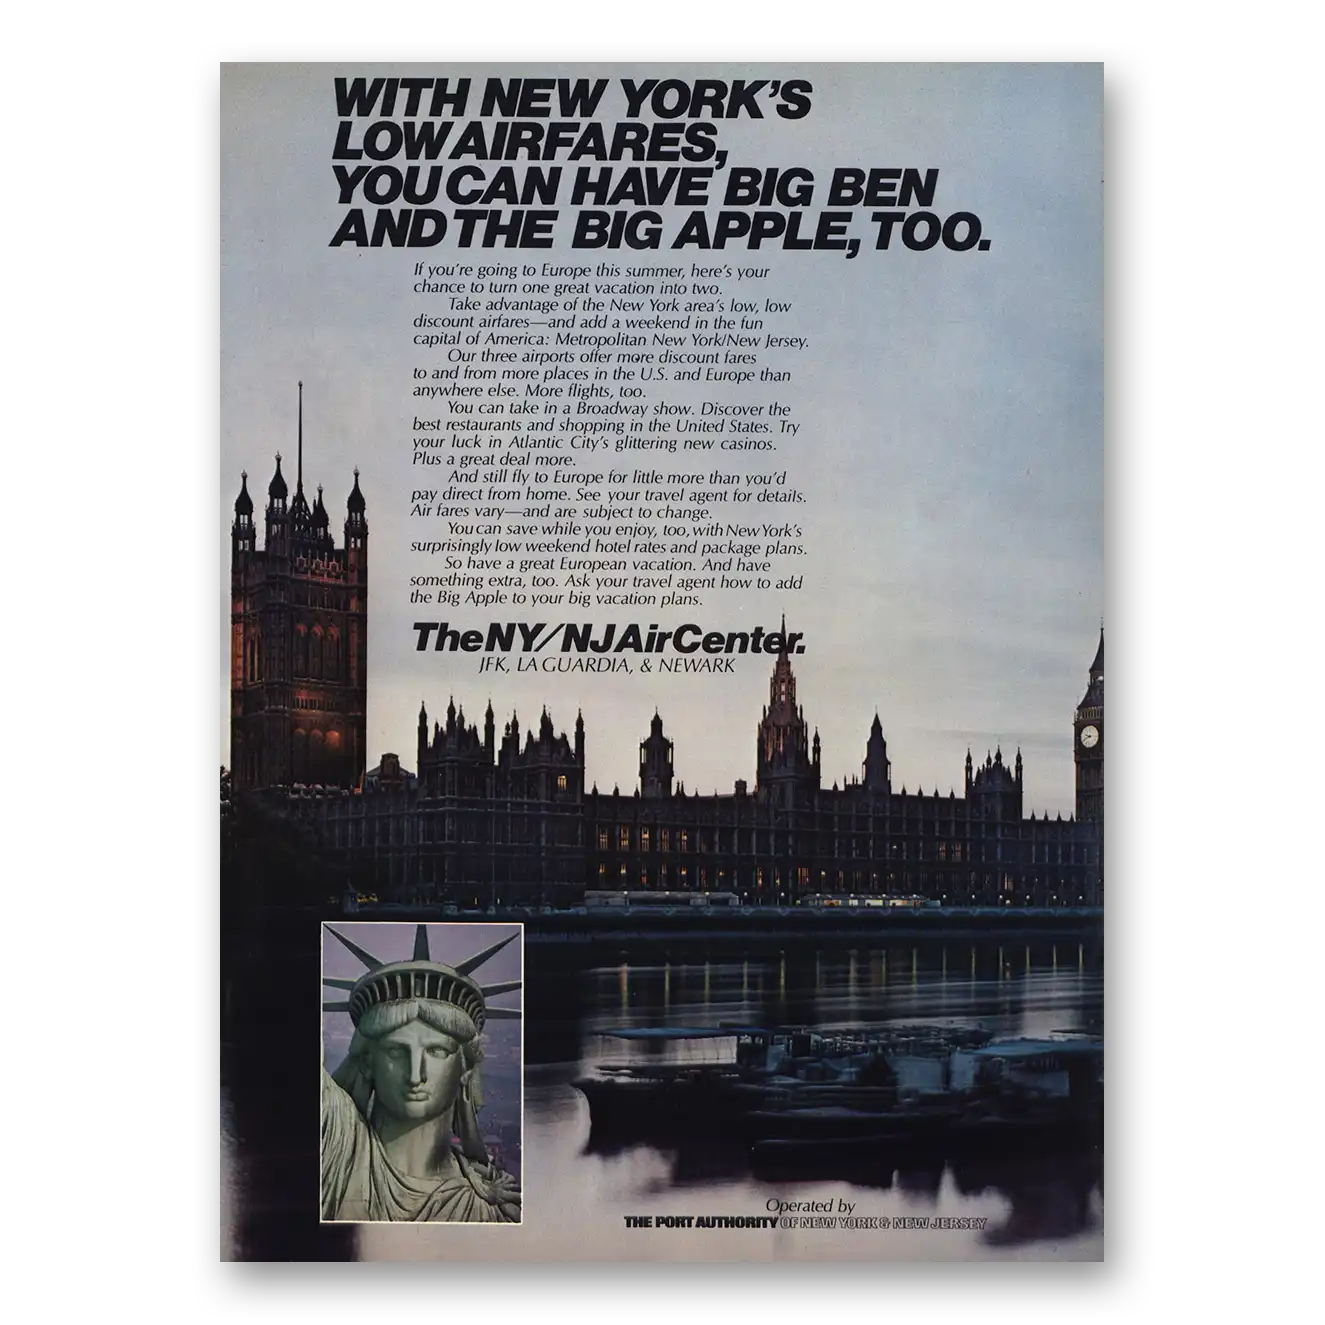 WITH NEW YORK'S
LOW AIRFARES,
YOU CAN HAVE BIG BEN
AND THE BIG APPLE, TOO.
If you're going to Europe this summer, here's your
chance to turn one great vacation into two.
Take advantage of the New York area's low, low
discount airfares—and add a weekend in the fun
capital of America: Metropolitan New York/New Jersey.
Our three airports offer more discount fares
to and from more places in the U.S. and Europe than
anywhere else. More flights, too.
You can take in a Broadway show. Discover the
best restaurants and shopping in the United States. Try
your luck in Atlantic City's glittering new casinos.
Plus a great deal more.
And still fly to Europe for little more than you'd
pay direct from home. See your travel agent for details.
Air fares vary—and are subject to change.
You can save while you enjoy, too, with New York's
surprisingly low weekend hotel rates and package plans.
So have a great European vacation. And have
something extra, too. Ask your travel agent how to add
the Big Apple to your big vacation plans.
The NY/NJ Air Center.
JFK, LA GUARDIA, & NEWARK
Operated by
THE PORT AUTHORITY OF NEW YORK & NEW JERSEY